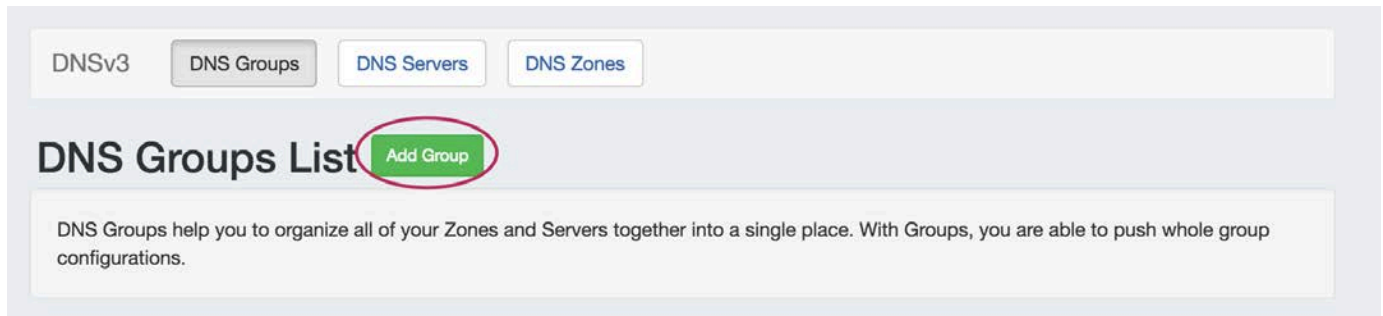 DNSv3 DNS Groups DNS Servers DNS Zones
DNS Groups List Add Group
DNS Groups help you to organize all of your Zones and Servers together into a single place. With Groups, you are able to push whole group
configurations.